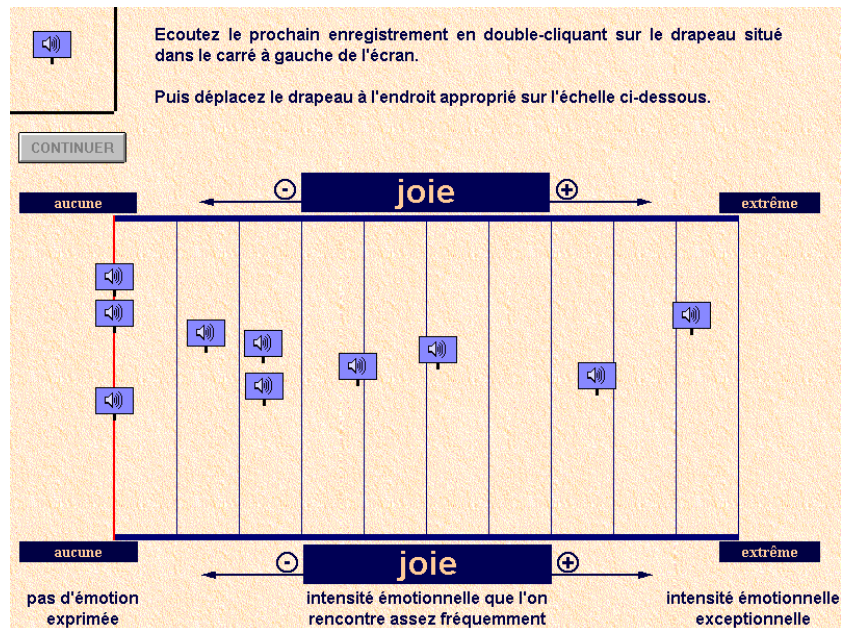 Ecoutez le prochain enregistrement en double-cliquant sur le drapeau situé
dans le carré à gauche de l'écran.
Puis déplacez le drapeau à l'endroit approprié sur l'échelle ci-dessous.
CONTINUER
aucune - joie + extrême
aucune - joie + extrême
pas d'émotion intensité émotionnelle que l'on intensité émotionnelle
exprimée rencontre assez fréquemment exceptionnelle